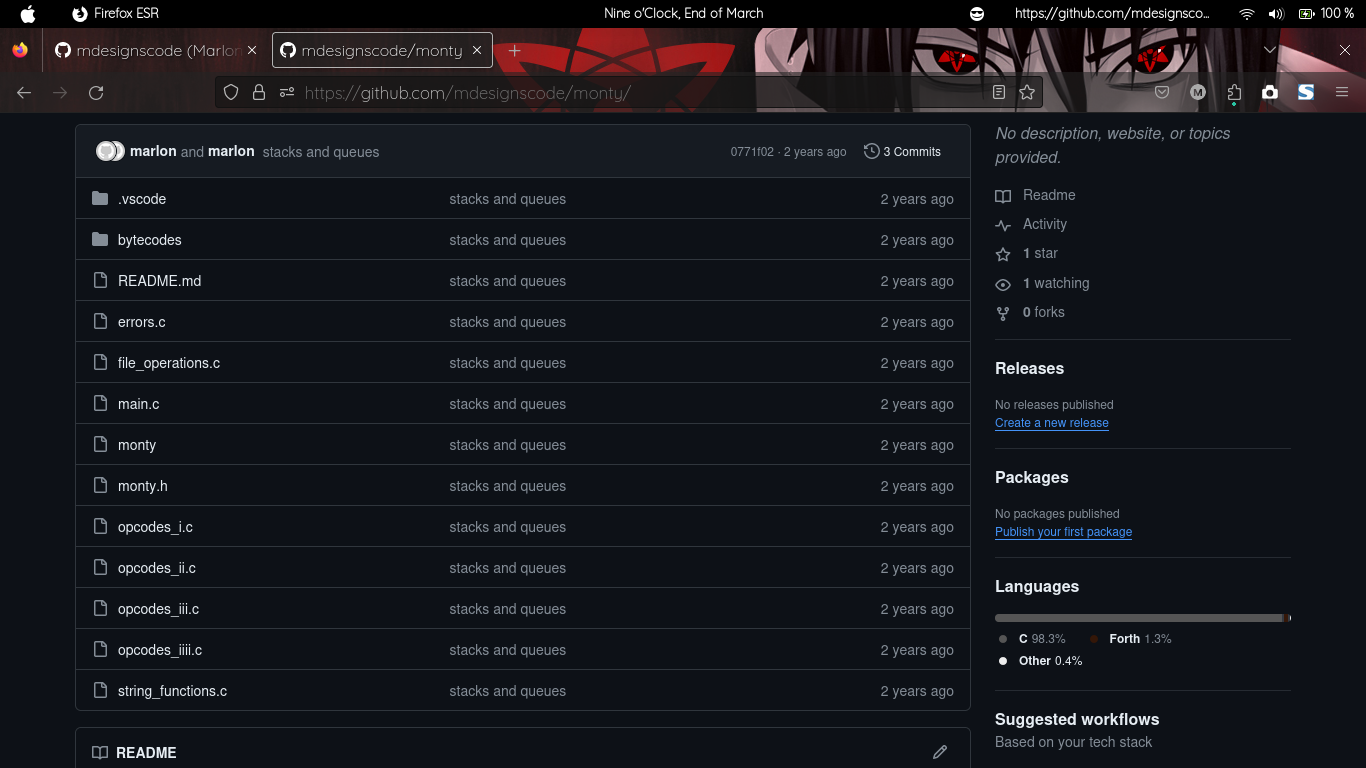 Firefox ESR
Nine o'Clock, End of March
https://github.com/mdesignsco...
100 %
mdesignscode (Marlon
mdesignscode/monty
https://github.com/mdesignscode/monty/
M
S
marlon and marlon stacks and queues
0771f02 · 2 years ago
3 Commits
.vscode stacks and queues 2 years ago
bytecodes stacks and queues 2 years ago
README.md stacks and queues 2 years ago
errors.c stacks and queues 2 years ago
file_operations.c stacks and queues 2 years ago
main.c stacks and queues 2 years ago
monty stacks and queues 2 years ago
monty.h stacks and queues 2 years ago
opcodes_i.c stacks and queues 2 years ago
opcodes_ii.c stacks and queues 2 years ago
opcodes_iii.c stacks and queues 2 years ago
opcodes_iiii.c stacks and queues 2 years ago
string_functions.c stacks and queues 2 years ago
README
No description, website, or topics
provided.
Readme
Activity
1 star
1 watching
0 forks
Releases
No releases published
Create a new release
Packages
No packages published
Publish your first package
Languages
C 98.3%
Forth 1.3%
Other 0.4%
Suggested workflows
Based on your tech stack